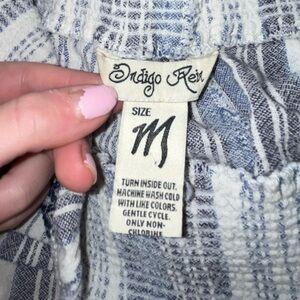 Indigo Rein
SIZE
M
TURN INSIDE OUT.
MACHINE WASH COLD
WITH LIKE COLORS.
GENTLE CYCLE.
ONLY NON-
CHLORINE